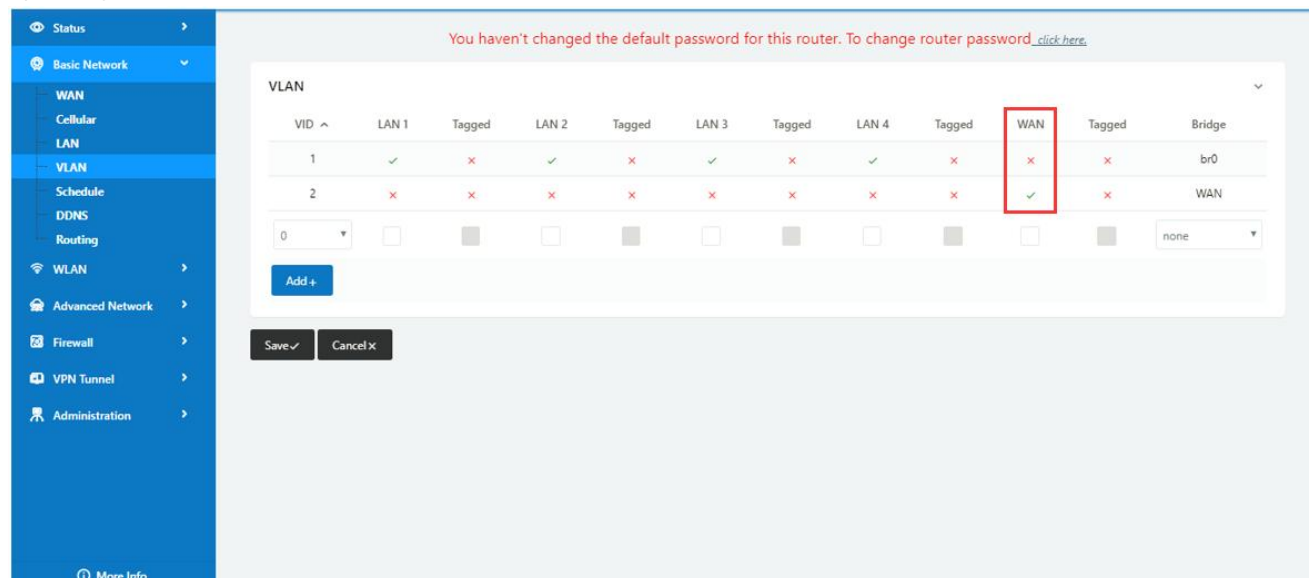 Status
You haven't changed the default password for this router. To change router password click here.
Basic Network
WAN
Cellular
LAN
VLAN
Schedule
DDNS
Routing
WLAN
Advanced Network
Firewall
VPN Tunnel
Administration
More Info
VLAN
VID LAN 1 Tagged LAN 2 Tagged LAN 3 Tagged LAN 4 Tagged WAN Tagged Bridge
1 ✓ × ✓ × ✓ × ✓ × × × br0
2 × × × × × × × × ✓ × WAN
0 none
Add +
Save ✓ Cancel ×